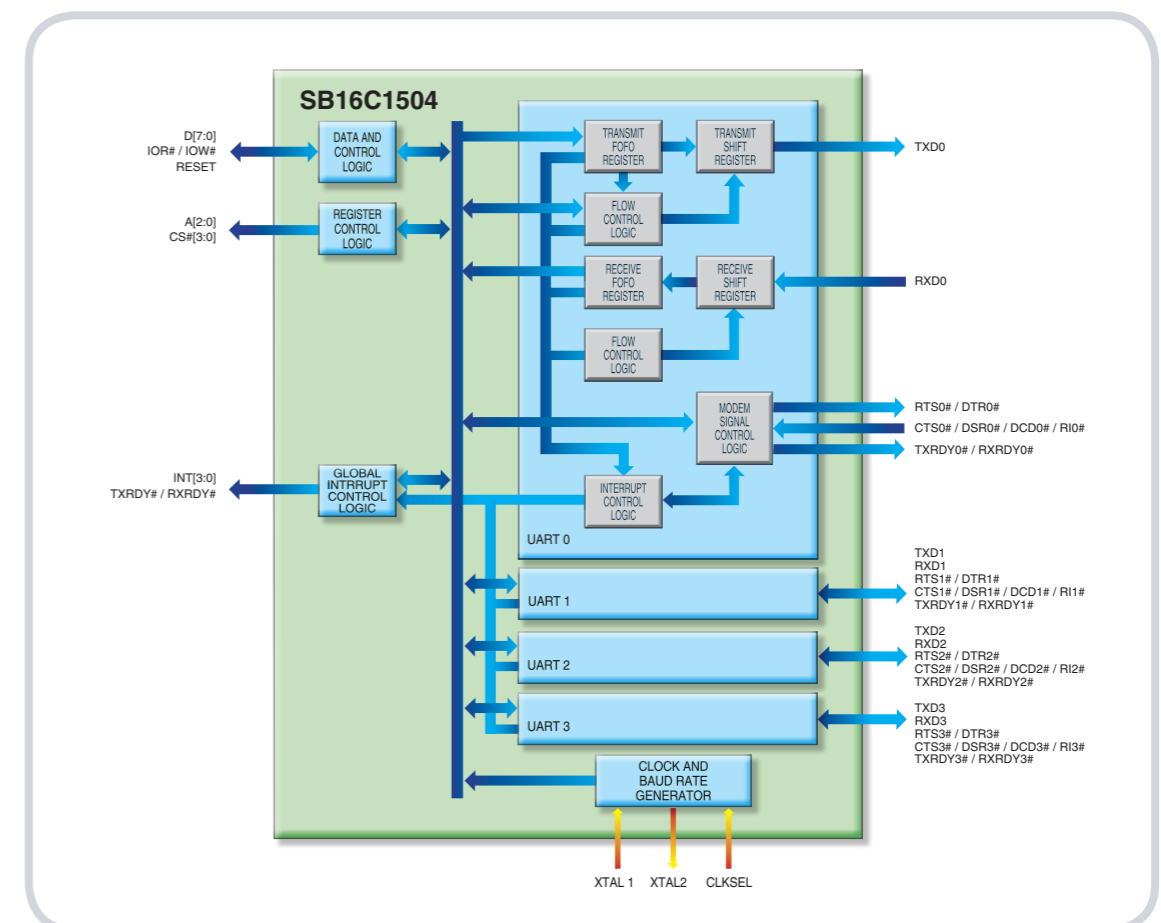 SB16C1504
D[7:0]
IOR# / IOW#
RESET
DATA AND
CONTROL
LOGIC
A[2:0]
CS#[3:0]
REGISTER
CONTROL
LOGIC
INT[3:0]
TXRDY# / RXRDY#
GLOBAL
INTRRUPT
CONTROL
LOGIC
TRANSMIT
FOFO
REGISTER
TRANSMIT
SHIFT
REGISTER
TXD0
FLOW
CONTROL
LOGIC
RECEIVE
FOFO
REGISTER
RECEIVE
SHIFT
REGISTER
RXD0
FLOW
CONTROL
LOGIC
MODEM
SIGNAL
CONTROL
LOGIC
RTS0# / DTR0#
CTS0# / DSR0# / DCD0# / RI0#
TXRDY0# / RXRDY0#
INTERRUPT
CONTROL
LOGIC
UART 0
UART 1
TXD1
RXD1
RTS1# / DTR1#
CTS1# / DSR1# / DCD1# / RI1#
TXRDY1# / RXRDY1#
UART 2
TXD2
RXD2
RTS2# / DTR2#
CTS2# / DSR2# / DCD2# / RI2#
TXRDY2# / RXRDY2#
UART 3
TXD3
RXD3
RTS3# / DTR3#
CTS3# / DSR3# / DCD3# / RI3#
TXRDY3# / RXRDY3#
CLOCK AND
BAUD RATE
GENERATOR
XTAL 1
XTAL2
CLKSEL